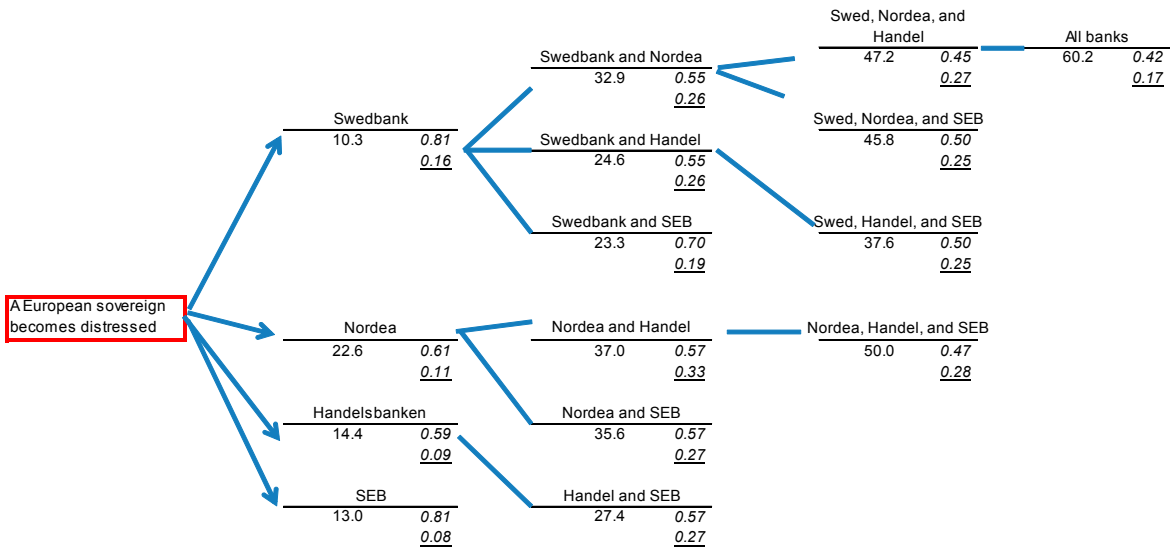 Swed, Nordea, and
Handel
47.2 0.45
0.27
All banks
60.2 0.42
0.17
Swedbank and Nordea
32.9 0.55
0.26
Swedbank
10.3 0.81
0.16
Swedbank and Handel
24.6 0.55
0.26
Swed, Nordea, and SEB
45.8 0.50
0.25
Swedbank and SEB
23.3 0.70
0.19
Swed, Handel, and SEB
37.6 0.50
0.25
A European sovereign
becomes distressed
Nordea
22.6 0.61
0.11
Nordea and Handel
37.0 0.57
0.33
Nordea, Handel, and SEB
50.0 0.47
0.28
Handelsbanken
14.4 0.59
0.09
Nordea and SEB
35.6 0.57
0.27
SEB
13.0 0.81
0.08
Handel and SEB
27.4 0.57
0.27